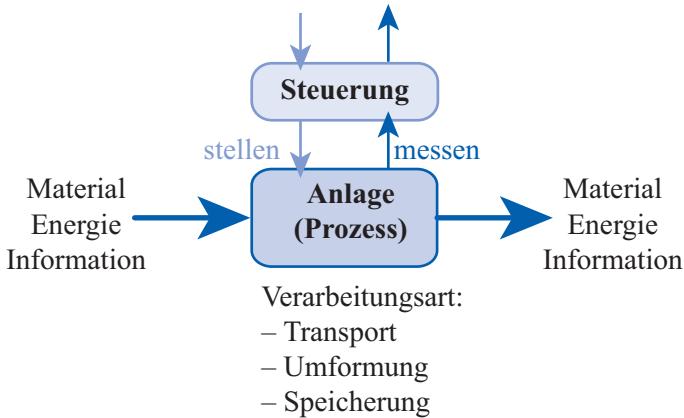 Steuerung
stellen
messen
Material
Energie
Information
Anlage
(Prozess)
Material
Energie
Information
Verarbeitungsart:
– Transport
– Umformung
– Speicherung